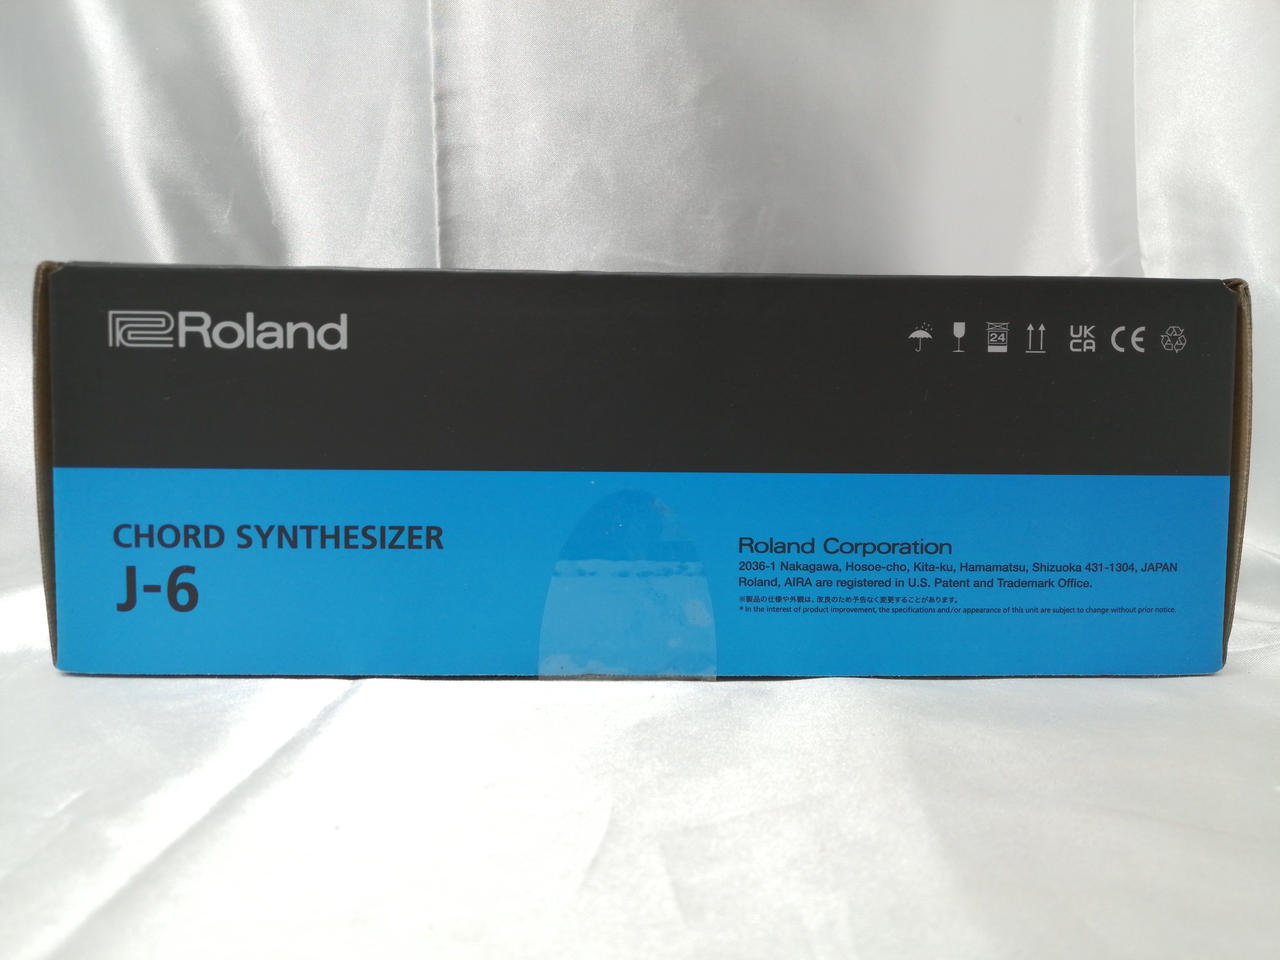 Roland
24
UK
CA
CE
CHORD SYNTHESIZER
J-6
Roland Corporation
2036-1 Nakagawa, Hosoe-cho, Kita-ku, Hamamatsu, Shizuoka 431-1304, JAPAN
Roland, AIRA are registered in U.S. Patent and Trademark Office.
※製品の仕様や外観は、改良のため予告なく変更することがあります。
* In the interest of product improvement, the specifications and/or appearance of this unit are subject to change without prior notice.